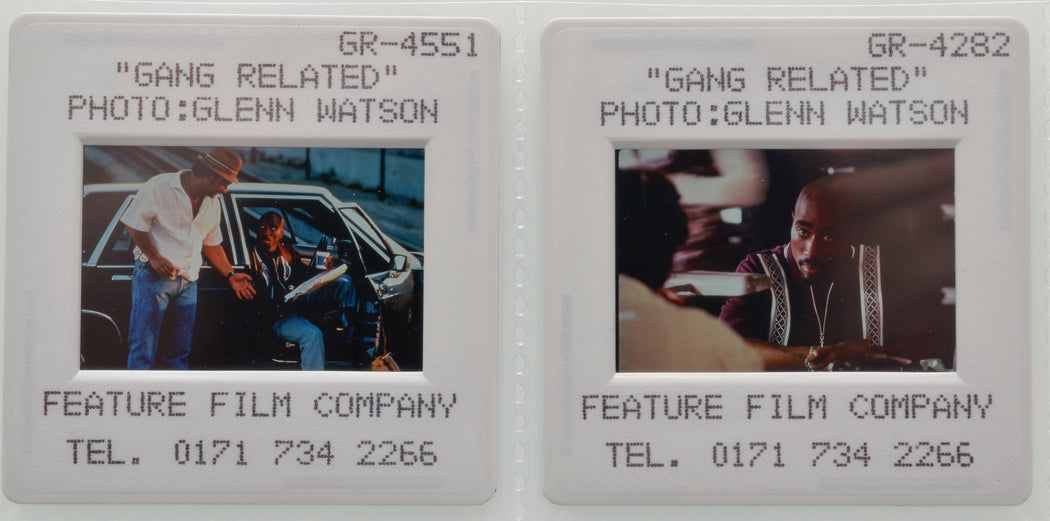 GR-4551
"GANG RELATED"
PHOTO:GLENN WATSON
FEATURE FILM COMPANY
TEL. 0171 734 2266
GR-4282
"GANG RELATED"
PHOTO:GLENN WATSON
FEATURE FILM COMPANY
TEL. 0171 734 2266